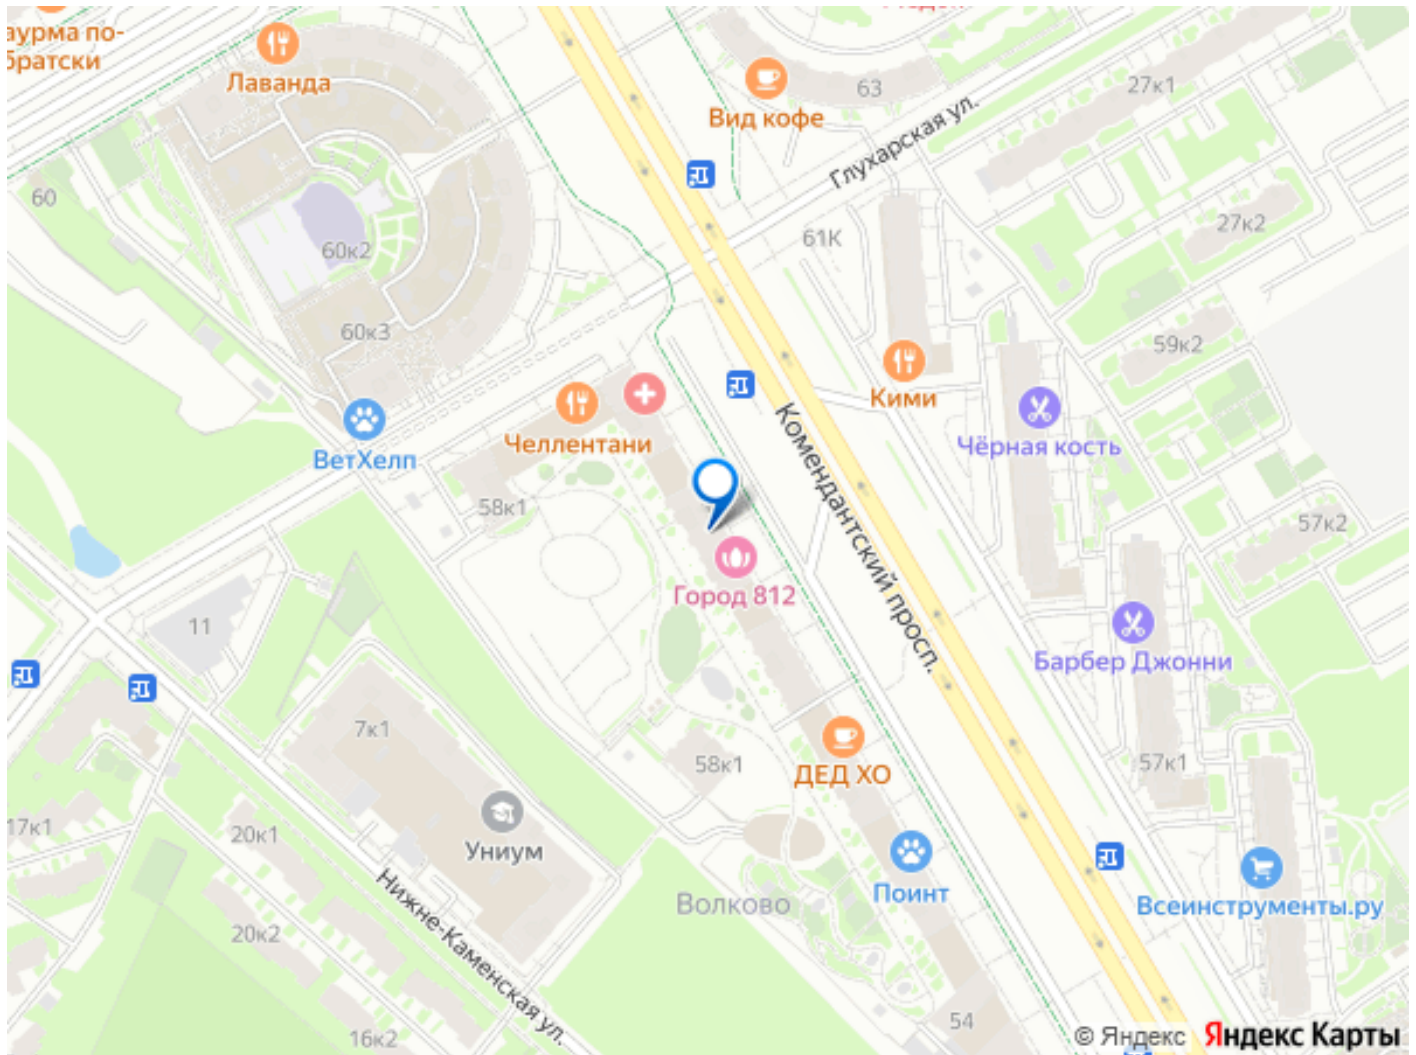 аурма по-
братски
Лаванда
Вид кофе
63
27к1
Глухарская ул.
60
60к2
61К
27к2
60к3
59к2
Кими
Челлентани
Чёрная кость
ВетХелп
58к1
Комендантский просп.
57к2
Город 812
11
Барбер Джонни
7к1
58к1
ДЕД ХО
57к1
17к1
20к1
Униум
Поинт
Волково
Всеинструменты.ру
20к2
Нижне-Каменская ул.
16к2
54
© Яндекс Яндекс Карты